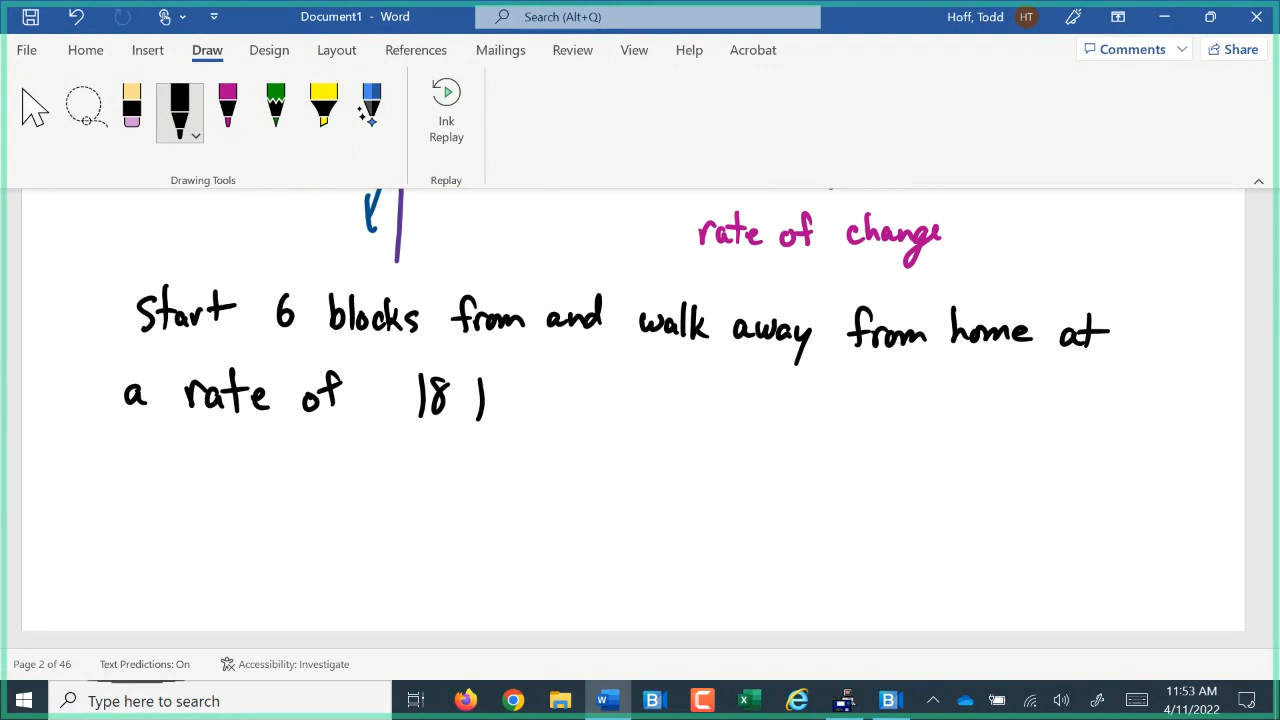 Document1 - Word
Search (Alt+Q)
Hoff, Todd
HT
File Home Insert Draw Design Layout References Mailings Review View Help Acrobat
Comments
Share
Ink Replay
Drawing Tools
Replay
rate of change
Start 6 blocks from and walk away from home at
a rate of 18
Page 2 of 46
Text Predictions: On
Accessibility: Investigate
Type here to search
11:53 AM
4/11/2022